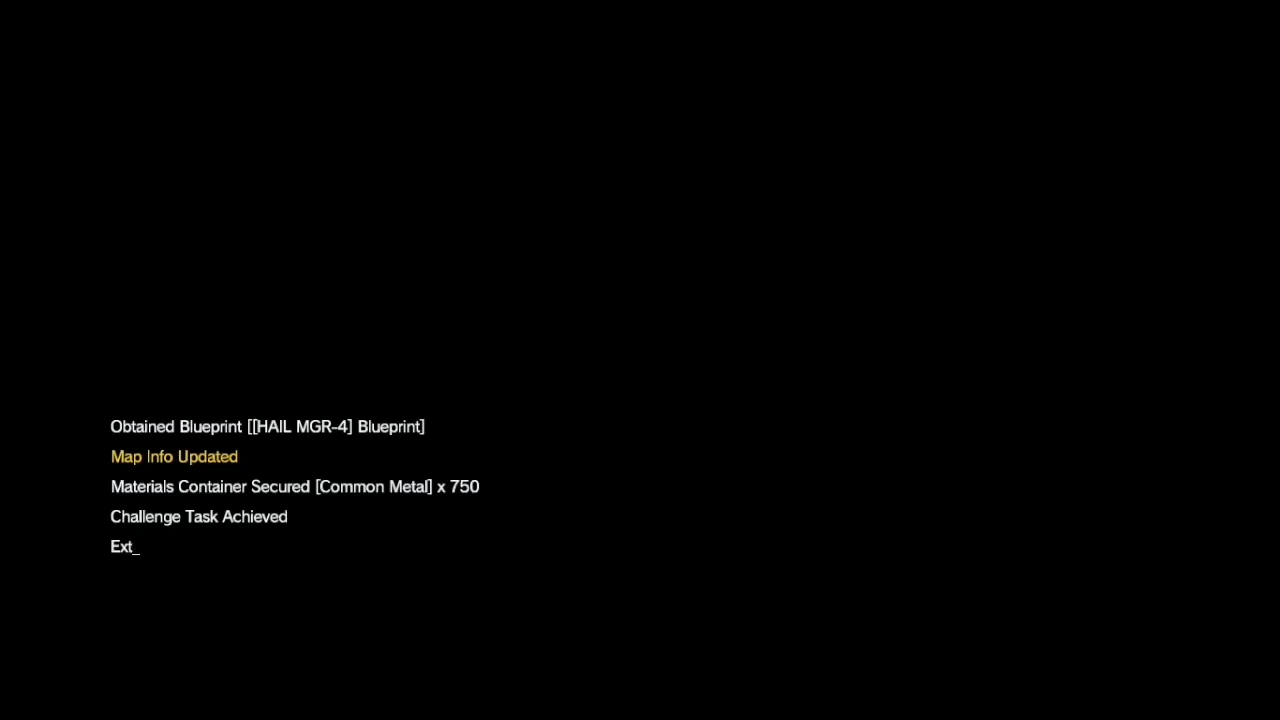 Obtained Blueprint [[HAIL MGR-4] Blueprint]
Map Info Updated
Materials Container Secured [Common Metal] x 750
Challenge Task Achieved
Ext_